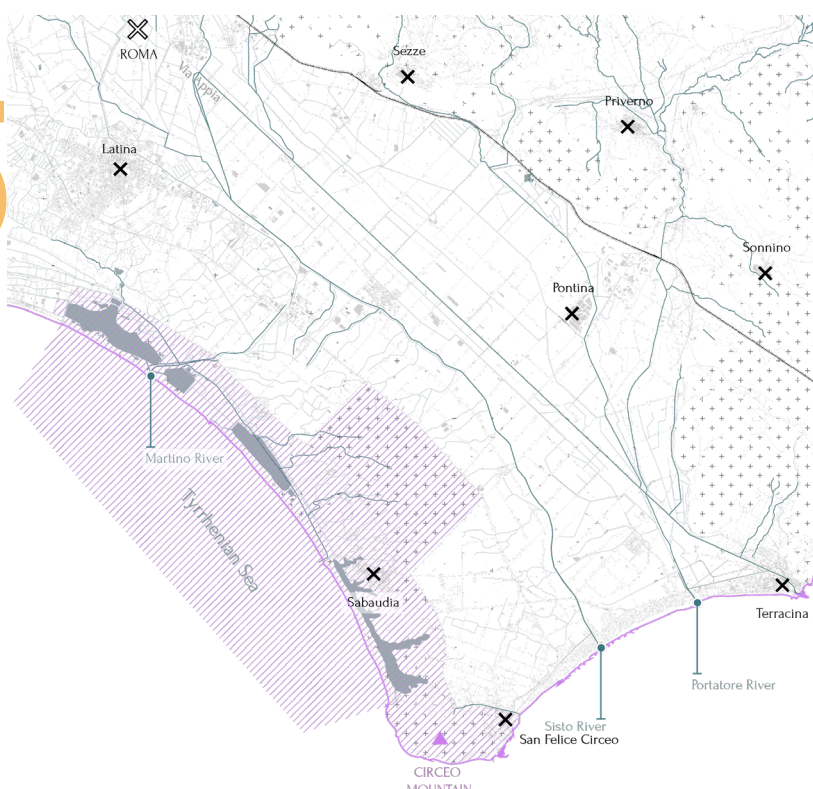 ROMA
Sezze
Via Appia
Priverno
Latina
Sonnino
Pontina
Martino River
Tyrrhenian Sea
Sabaudia
Terracina
Portatore River
Sisto River
San Felice Circeo
CIRCEO
MOUNTAIN